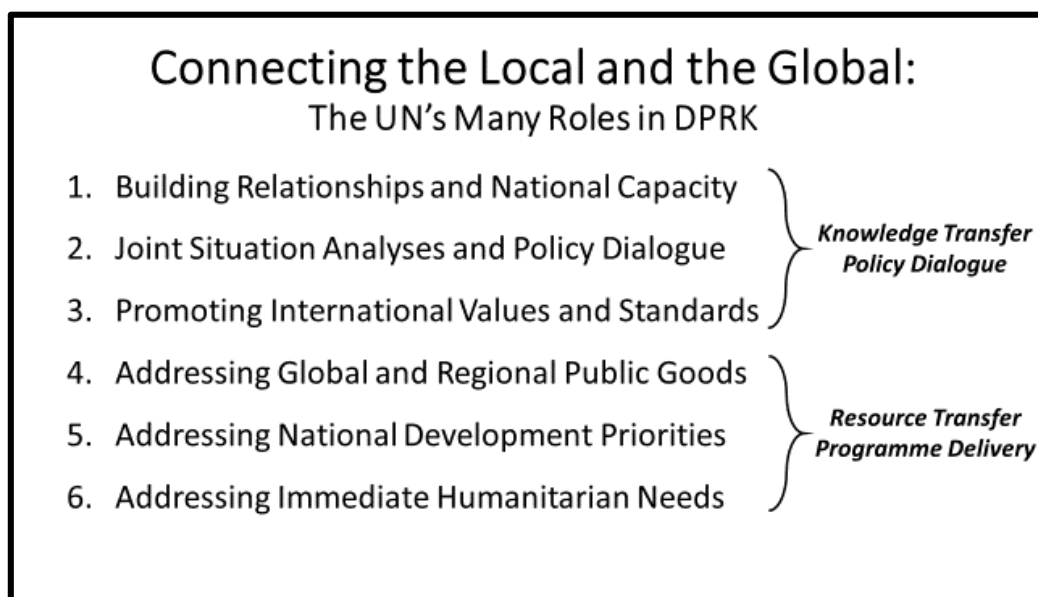 Connecting the Local and the Global:
The UN's Many Roles in DPRK
1. Building Relationships and National Capacity
2. Joint Situation Analyses and Policy Dialogue
3. Promoting International Values and Standards
Knowledge Transfer
Policy Dialogue
4. Addressing Global and Regional Public Goods
5. Addressing National Development Priorities
6. Addressing Immediate Humanitarian Needs
Resource Transfer
Programme Delivery